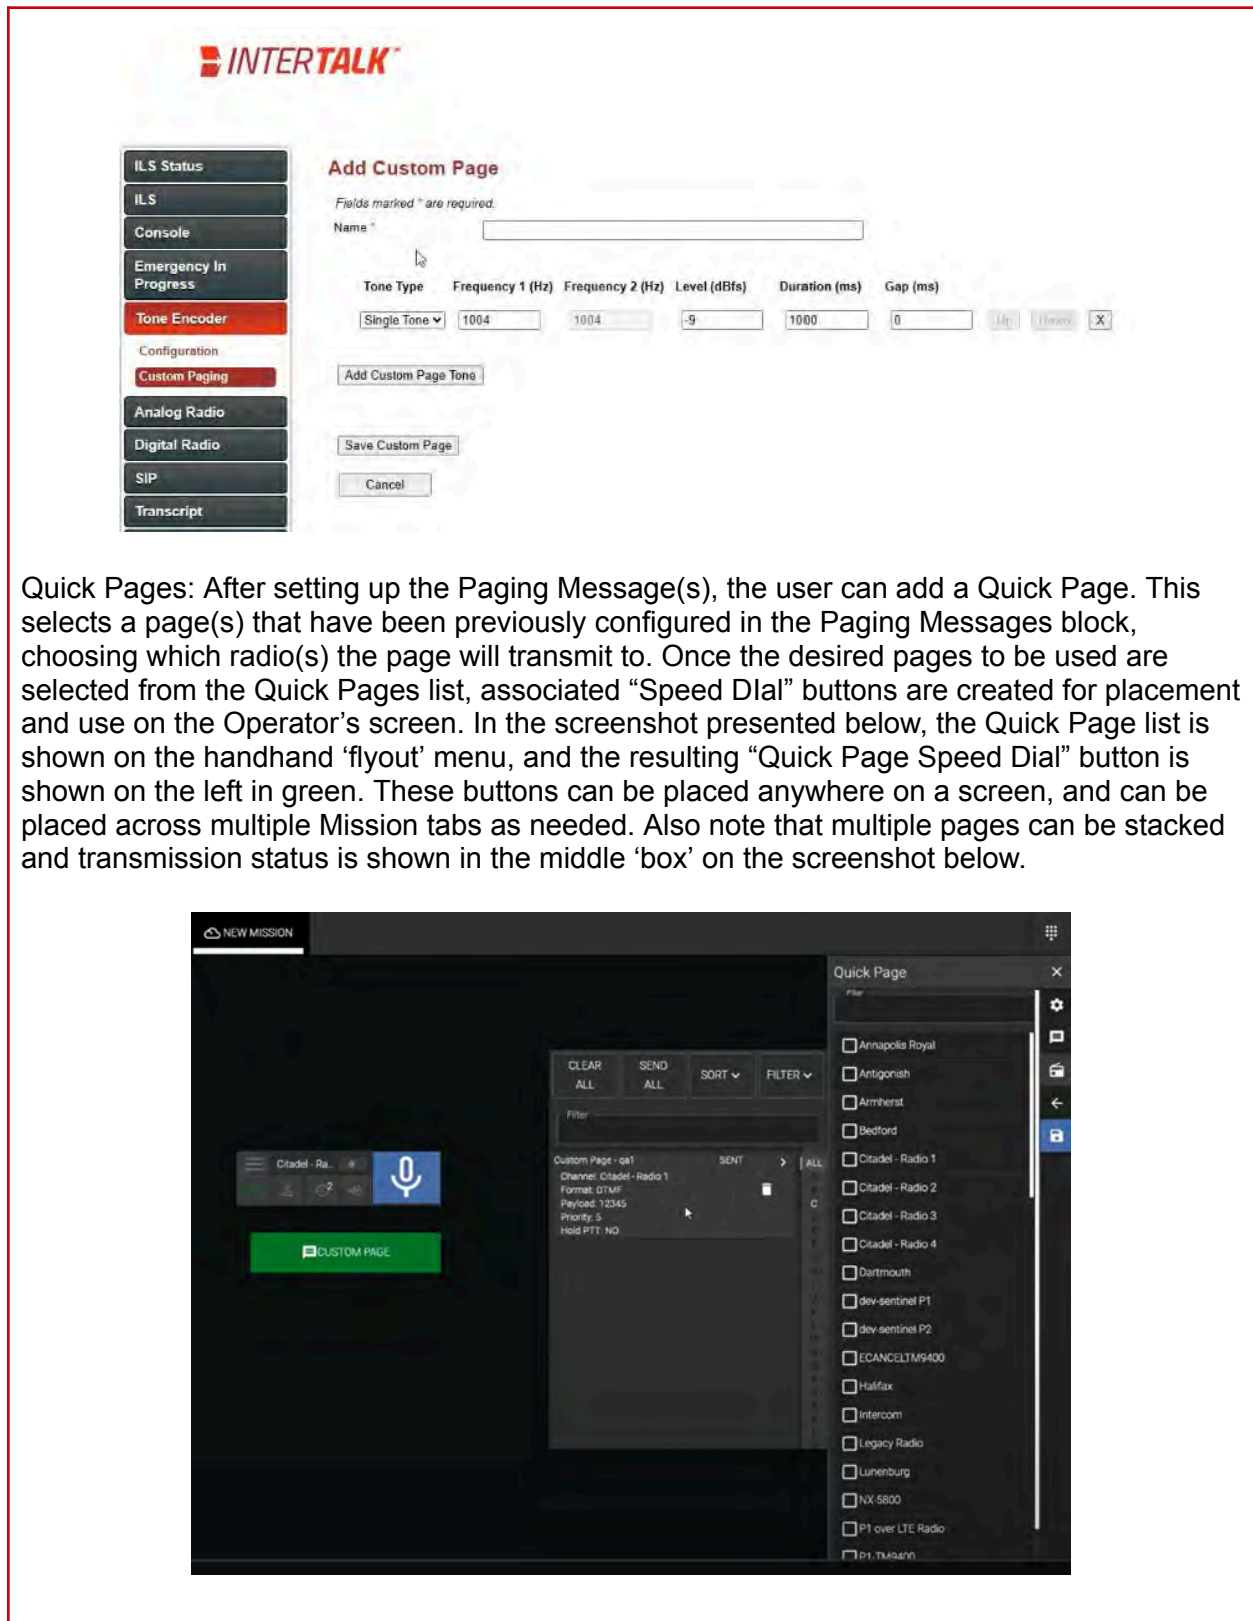 INTERTALK
ILS Status
ILS
Console
Emergency In
Progress
Tone Encoder
Configuration
Custom Paging
Analog Radio
Digital Radio
SIP
Transcript
Add Custom Page
Fields marked * are required.
Name *
Tone Type Frequency 1 (Hz) Frequency 2 (Hz) Level (dBfs) Duration (ms) Gap (ms)
Single Tone 1004 1004 -9 1000 0 Up Down X
Add Custom Page Tone
Save Custom Page
Cancel
Quick Pages: After setting up the Paging Message(s), the user can add a Quick Page. This
selects a page(s) that have been previously configured in the Paging Messages block,
choosing which radio(s) the page will transmit to. Once the desired pages to be used are
selected from the Quick Pages list, associated “Speed DIal” buttons are created for placement
and use on the Operator’s screen. In the screenshot presented below, the Quick Page list is
shown on the handhand ‘flyout’ menu, and the resulting “Quick Page Speed Dial” button is
shown on the left in green. These buttons can be placed anywhere on a screen, and can be
placed across multiple Mission tabs as needed. Also note that multiple pages can be stacked
and transmission status is shown in the middle ‘box’ on the screenshot below.
NEW MISSION
Citadel - Ra..
2
CUSTOM PAGE
CLEAR
ALL
SEND
ALL
SORT
FILTER
Filter
Custom Page - qa1 SENT
Channel: Citadel - Radio 1
Format: DTMF
Payload: 12345
Priority: 5
Hold PTT: NO
ALL
C
Quick Page
Filter
Annapolis Royal
Antigonish
Armherst
Bedford
Citadel - Radio 1
Citadel - Radio 2
Citadel - Radio 3
Citadel - Radio 4
Dartmouth
dev-sentinel P1
dev-sentinel P2
ECANCELTM9400
Halifax
Intercom
Legacy Radio
Lunenburg
NX-5800
P1 over LTE Radio
P1-TM9400